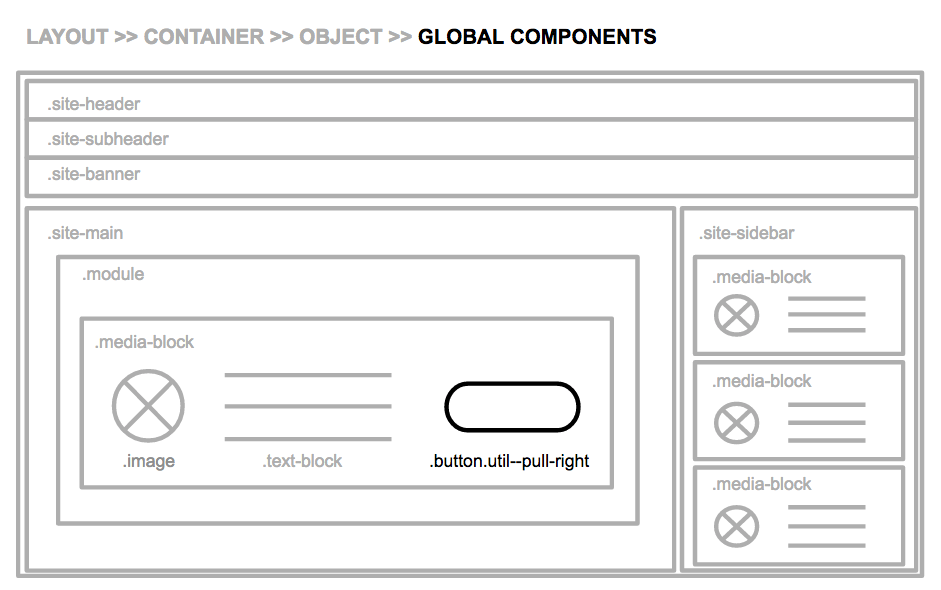 LAYOUT >> CONTAINER >> OBJECT >> GLOBAL COMPONENTS
.site-header
.site-subheader
.site-banner
.site-main
.module
.media-block
.image
.text-block
.button.util--pull-right
.site-sidebar
.media-block
.media-block
.media-block